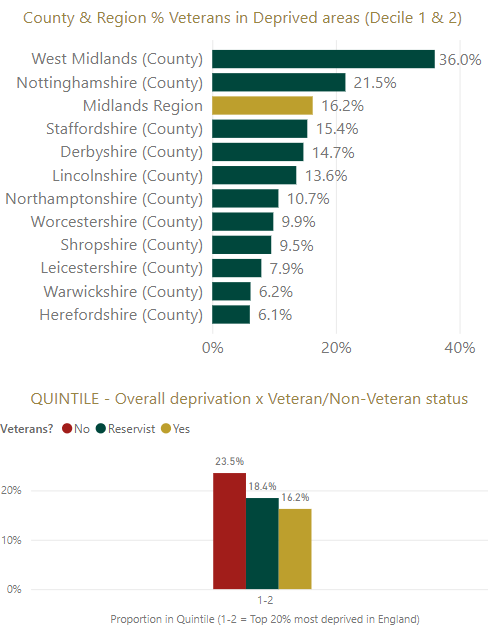 County & Region % Veterans in Deprived areas (Decile 1 & 2)
West Midlands (County) 36.0%
Nottinghamshire (County) 21.5%
Midlands Region 16.2%
Staffordshire (County) 15.4%
Derbyshire (County) 14.7%
Lincolnshire (County) 13.6%
Northamptonshire (County) 10.7%
Worcestershire (County) 9.9%
Shropshire (County) 9.5%
Leicestershire (County) 7.9%
Warwickshire (County) 6.2%
Herefordshire (County) 6.1%
0% 20% 40%
QUINTILE - Overall deprivation x Veteran/Non-Veteran status
Veterans? No Reservist Yes
23.5%
18.4%
16.2%
20%
10%
0%
1-2
Proportion in Quintile (1-2 = Top 20% most deprived in England)